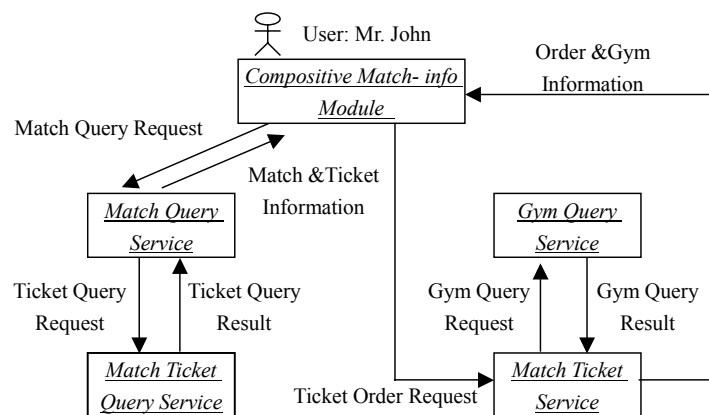 User: Mr. John
Compositive Match- info
Module
Order &Gym
Information
Match Query Request
Match &Ticket
Information
Match Query
Service
Gym Query
Service
Ticket Query
Request
Ticket Query
Result
Gym Query
Request
Gym Query
Result
Match Ticket
Query Service
Ticket Order Request
Match Ticket
Service